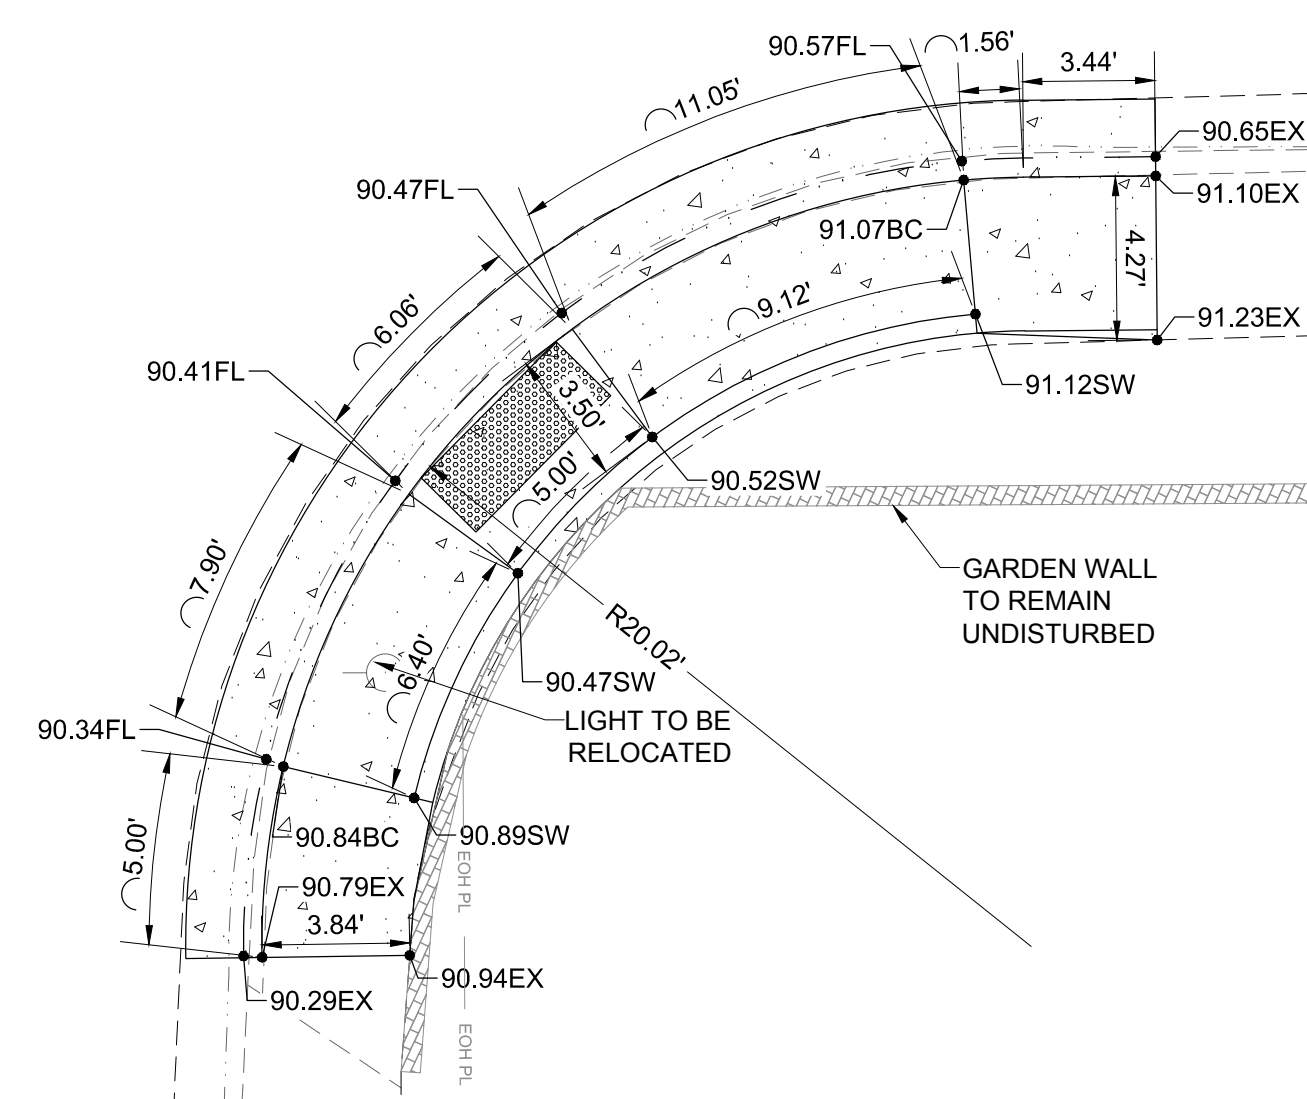 90.57FL
1.56'
3.44'
11.05'
90.65EX
90.47FL
91.10EX
91.07BC
4.27'
6.06'
9.12'
91.23EX
90.41FL
91.12SW
3.50'
5.00'
90.52SW
7.90'
GARDEN WALL
TO REMAIN
UNDISTURBED
R20.02'
6.40'
90.47SW
LIGHT TO BE
RELOCATED
90.34FL
5.00'
90.84BC
90.89SW
EOH PL
90.79EX
3.84'
90.94EX
90.29EX
EOH PL